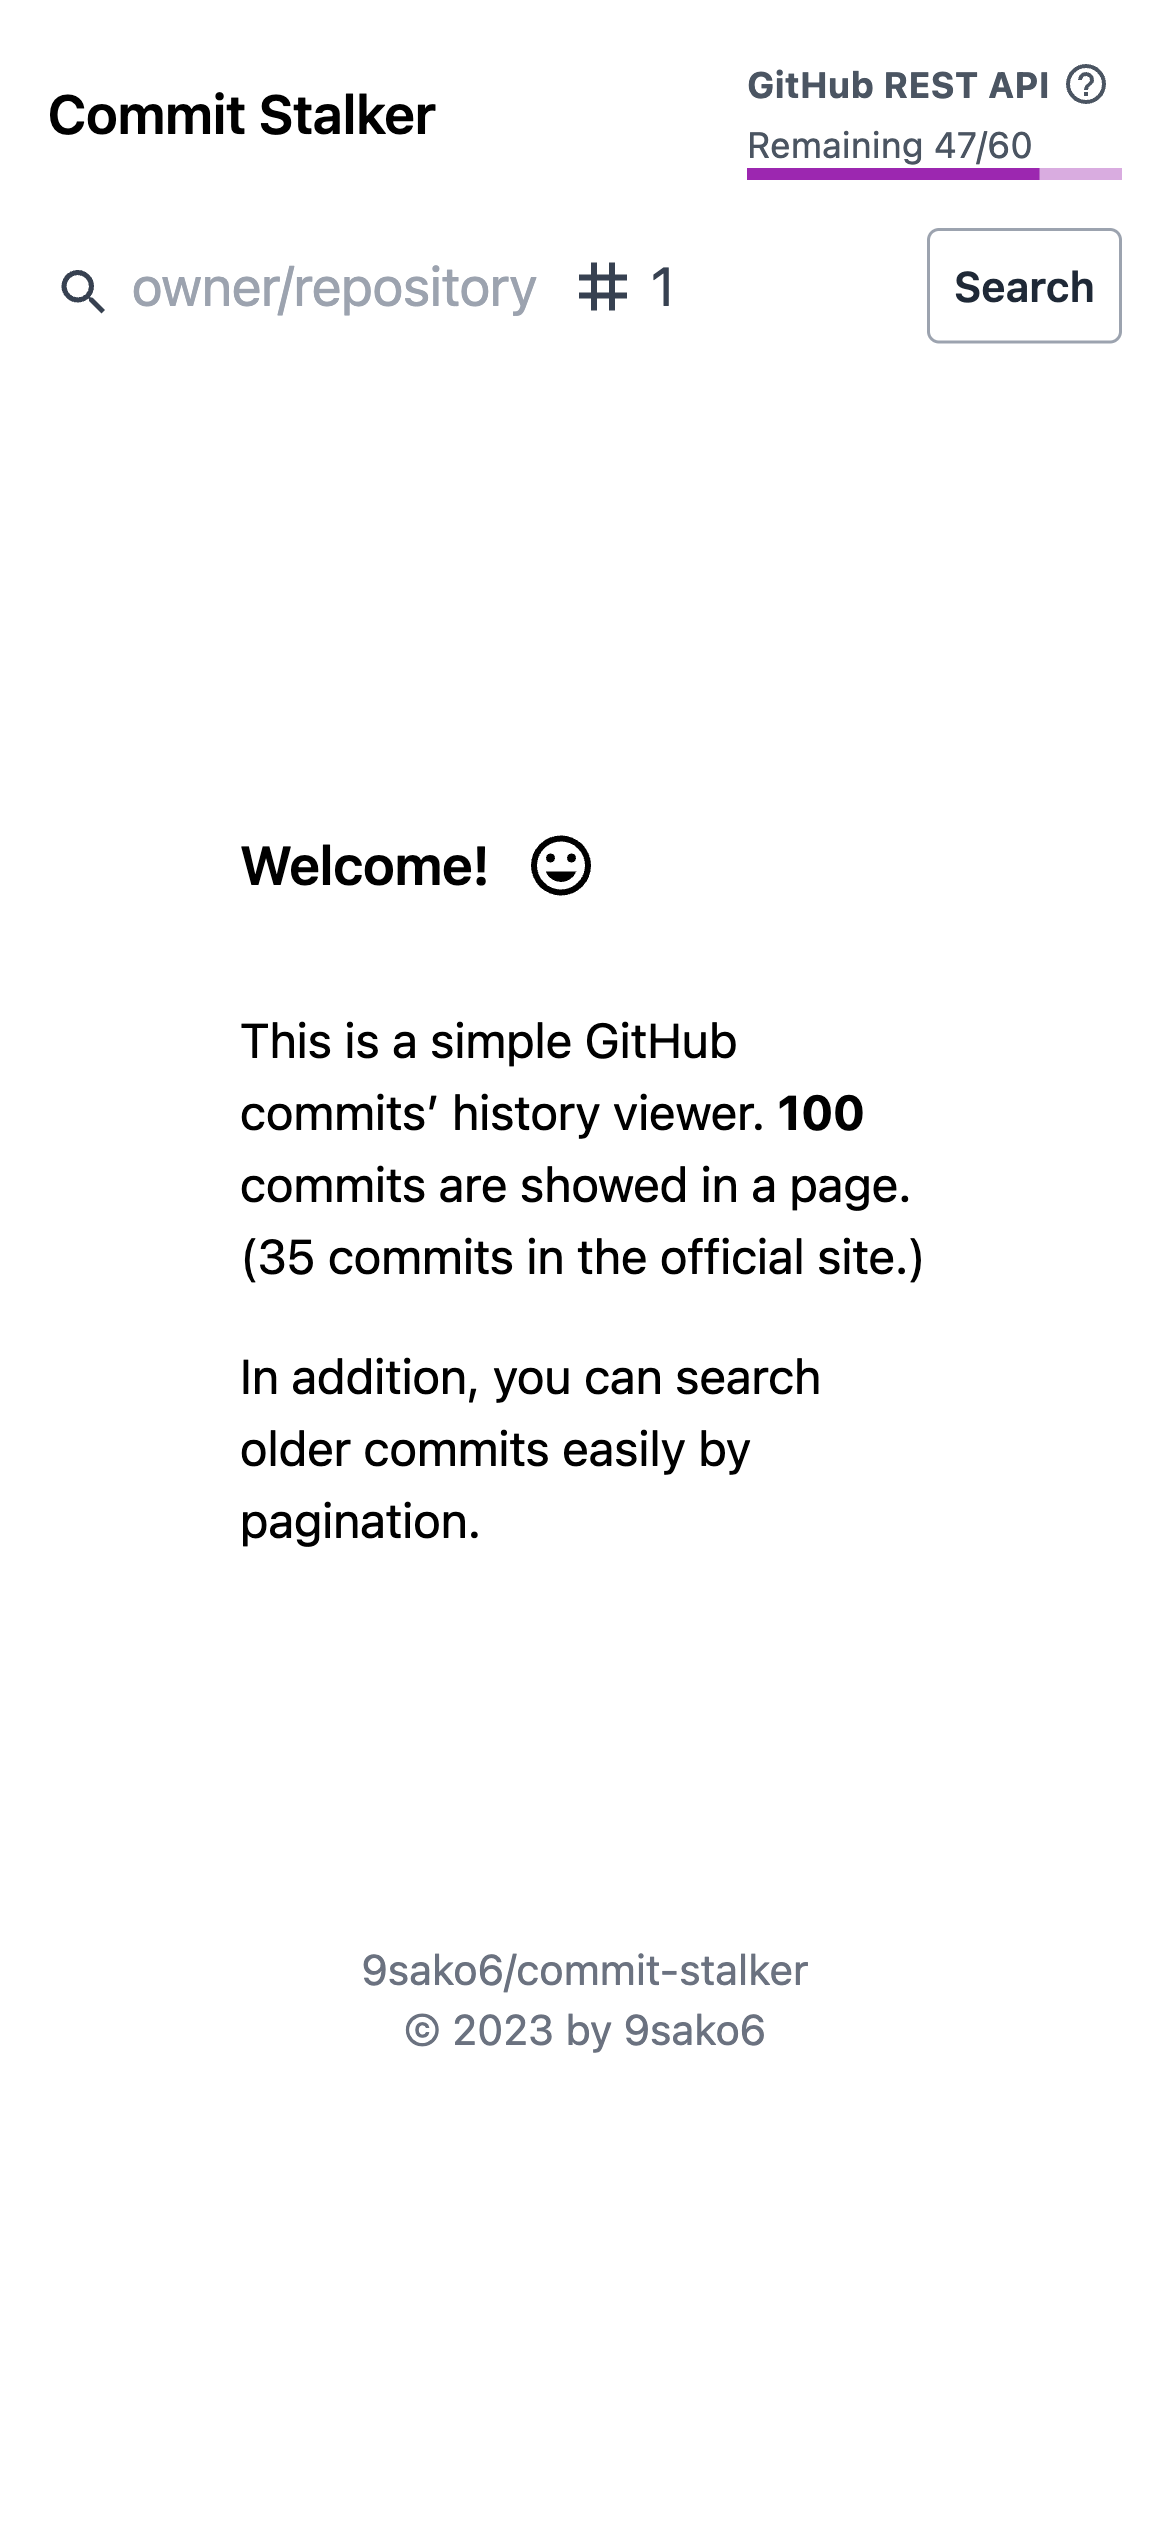 Commit Stalker
GitHub REST API
Remaining 47/60
owner/repository # 1
Search
Welcome!
This is a simple GitHub
commits’ history viewer. 100
commits are showed in a page.
(35 commits in the official site.)
In addition, you can search
older commits easily by
pagination.
9sako6/commit-stalker
© 2023 by 9sako6